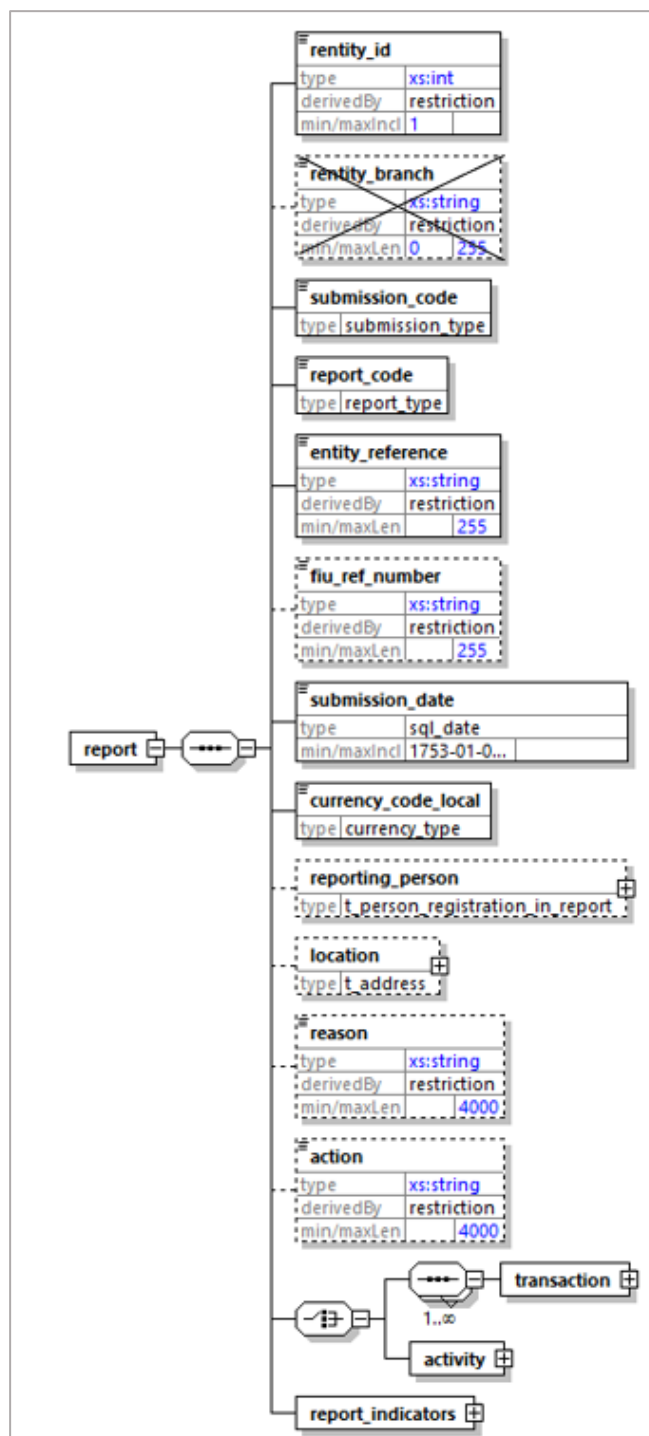 rentity_id
type xs:int
derivedBy restriction
min/maxIncl 1
rentity_branch
type xs:string
derivedBy restriction
min/maxLen 0 255
submission_code
type submission_type
report_code
type report_type
entity_reference
type xs:string
derivedBy restriction
min/maxLen 255
fiu_ref_number
type xs:string
derivedBy restriction
min/maxLen 255
submission_date
type sql_date
min/maxIncl 1753-01-0...
report
currency_code_local
type currency_type
reporting_person
type t_person_registration_in_report
location
type t_address
reason
type xs:string
derivedBy restriction
min/maxLen 4000
action
type xs:string
derivedBy restriction
min/maxLen 4000
transaction
1..∞
activity
report_indicators